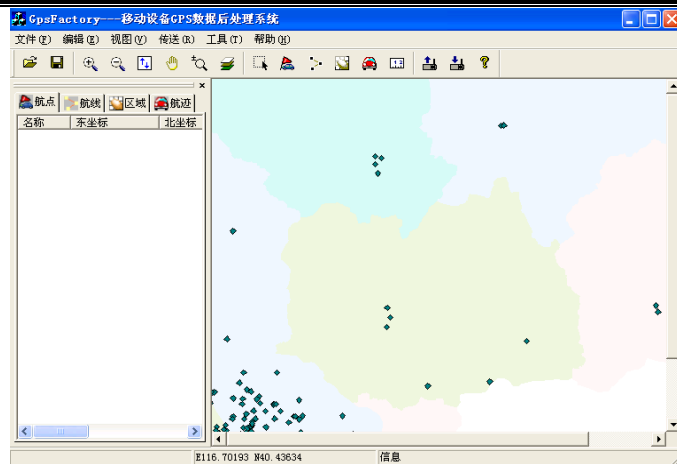 GpsFactory---移动设备GPS数据后处理系统
文件(F) 编辑(E) 视图(V) 传送(R) 工具(T) 帮助(H)
航点 航线 区域 航迹
名称 东坐标 北坐标
E116.70193 N40.43634 信息